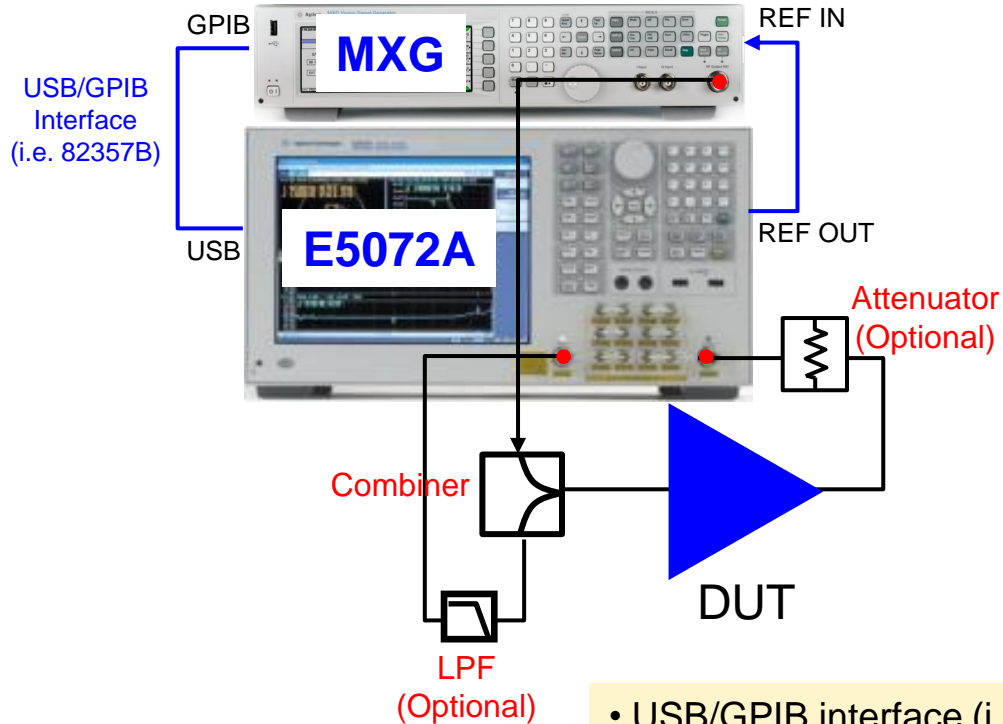 GPIB
REF IN
MXG
USB/GPIB
Interface
(i.e. 82357B)
USB
E5072A
REF OUT
Attenuator
(Optional)
Combiner
DUT
LPF
(Optional)
• USB/GPIB interface (i